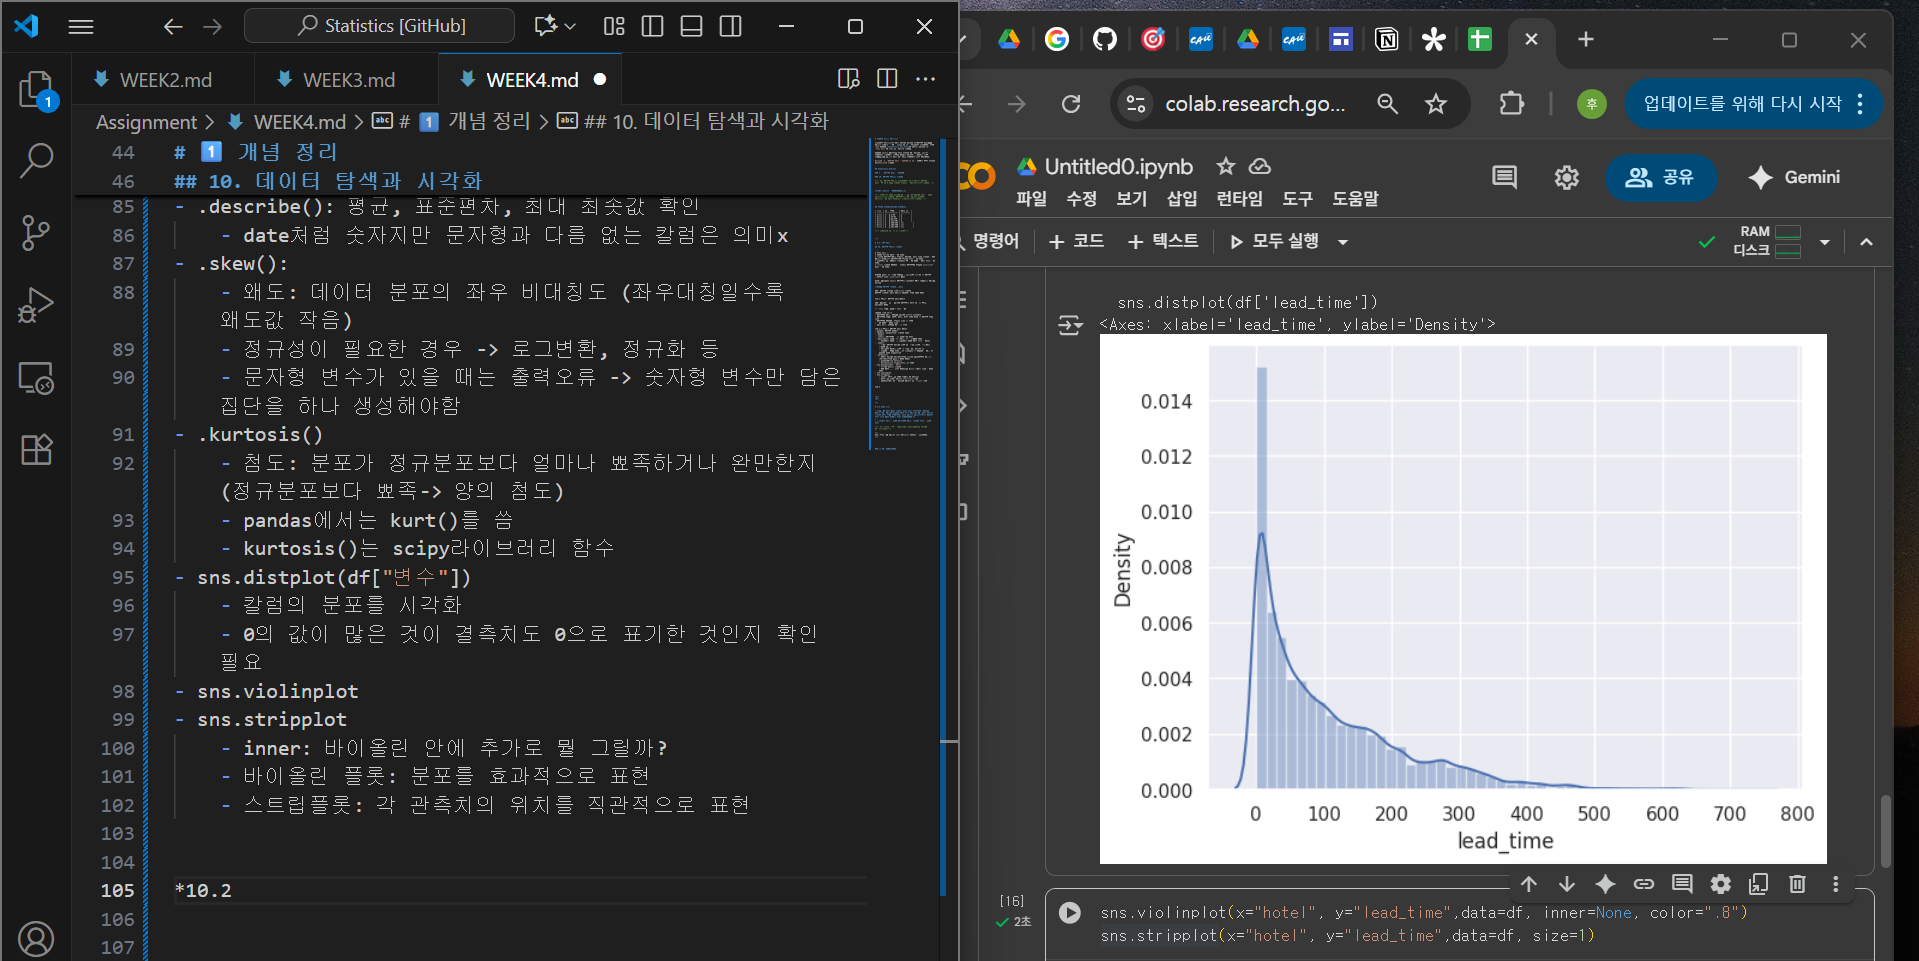 Statistics [GitHub]
WEEK2.md
WEEK3.md
WEEK4.md
Assignment > WEEK4.md > # 1️⃣ 개념 정리 > ## 10. 데이터 탐색과 시각화
1
44 # 1️⃣ 개념 정리
46 ## 10. 데이터 탐색과 시각화
85 - .describe(): 평균, 표준편차, 최대 최솟값 확인
86 - date처럼 숫자지만 문자형과 다름 없는 칼럼은 의미x
87 - .skew():
88 - 왜도: 데이터 분포의 좌우 비대칭도 (좌우대칭일수록
왜도값 작음)
89 - 정규성이 필요한 경우 -> 로그변환, 정규화 등
90 - 문자형 변수가 있을 때는 출력오류 -> 숫자형 변수만 담은
집단을 하나 생성해야함
91 - .kurtosis()
92 - 첨도: 분포가 정규분포보다 얼마나 뾰족하거나 완만한지
(정규분포보다 뾰족-> 양의 첨도)
93 - pandas에서는 kurt()를 씀
94 - kurtosis()는 scipy라이브러리 함수
95 - sns.distplot(df["변수"])
96 - 칼럼의 분포를 시각화
97 - 0의 값이 많은 것이 결측치도 0으로 표기한 것인지 확인
필요
98 - sns.violinplot
99 - sns.stripplot
100 - inner: 바이올린 안에 추가로 뭘 그릴까?
101 - 바이올린 플롯: 분포를 효과적으로 표현
102 - 스트립플롯: 각 관측치의 위치를 직관적으로 표현
103
104
105 *10.2
106
107
CAU
CAU
colab.research.go...
후
업데이트를 위해 다시 시작
Untitled0.ipynb
공유
Gemini
파일 수정 보기 삽입 런타임 도구 도움말
명령어 + 코드 + 텍스트 모두 실행
RAM
디스크
sns.distplot(df['lead_time'])
<Axes: xlabel='lead_time', ylabel='Density'>
0.014
0.012
0.010
0.008
0.006
0.004
0.002
0.000
Density
0 100 200 300 400 500 600 700 800
lead_time
[16]
2초
sns.violinplot(x="hotel", y="lead_time",data=df, inner=None, color=".8")
sns.stripplot(x="hotel", y="lead_time",data=df, size=1)